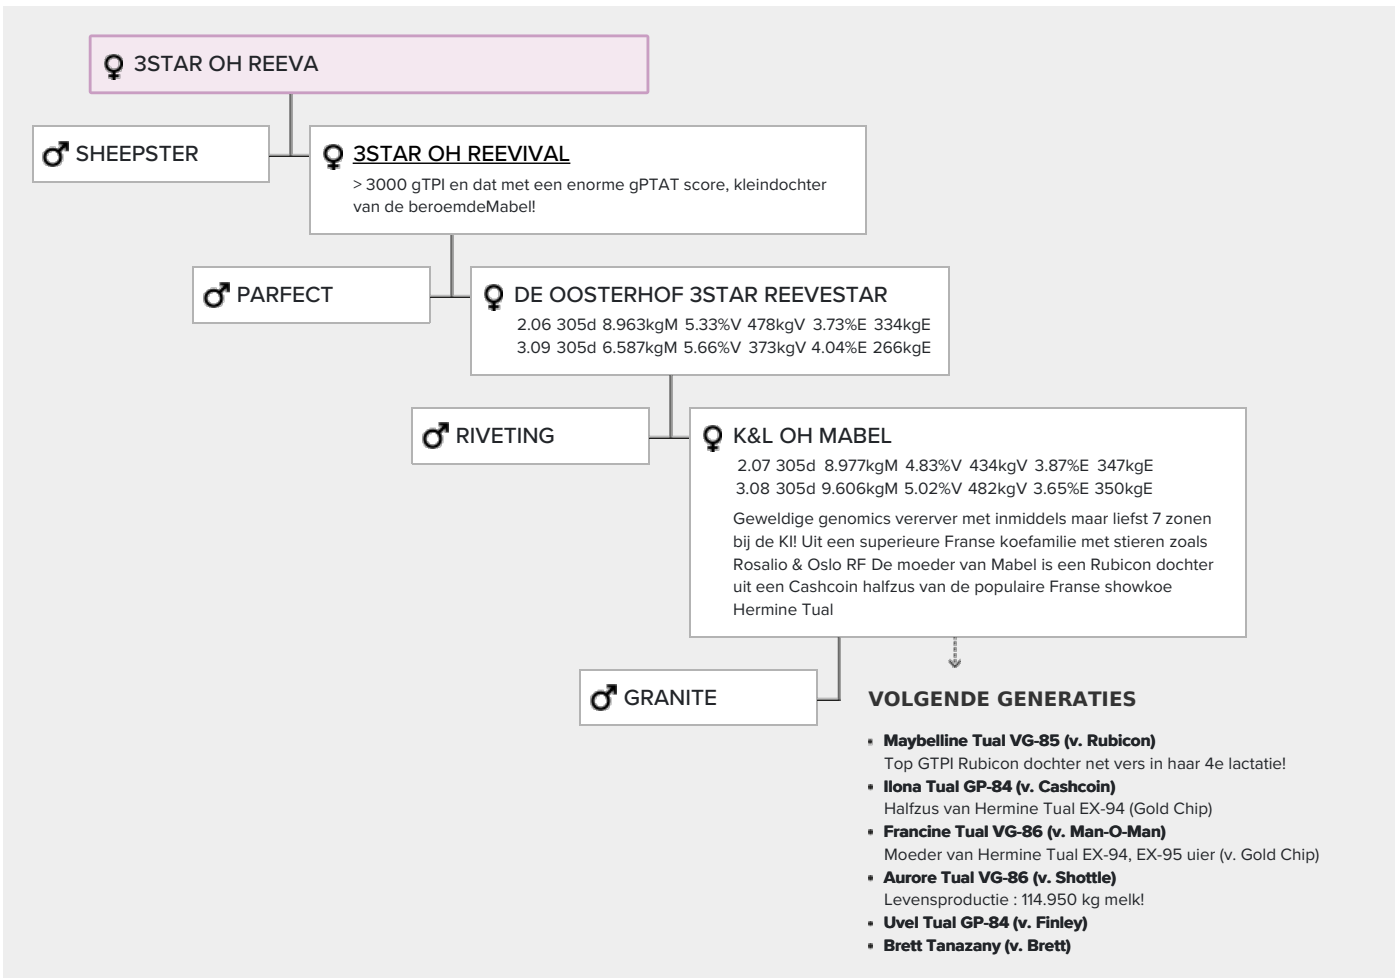 3STAR OH REEVA
SHEEPSTER
3STAR OH REEVIVAL
> 3000 gTPI en dat met een enorme gPTAT score, kleindochter
van de beroemdeMabel!
PARFECT
DE OOSTERHOF 3STAR REEVESTAR
2.06 305d 8.963kgM 5.33%V 478kgV 3.73%E 334kgE
3.09 305d 6.587kgM 5.66%V 373kgV 4.04%E 266kgE
RIVETING
K&L OH MABEL
2.07 305d 8.977kgM 4.83%V 434kgV 3.87%E 347kgE
3.08 305d 9.606kgM 5.02%V 482kgV 3.65%E 350kgE
Geweldige genomics vererver met inmiddels maar liefst 7 zonen
bij de KI! Uit een superieure Franse koefamilie met stieren zoals
Rosalio & Oslo RF De moeder van Mabel is een Rubicon dochter
uit een Cashcoin halfzus van de populaire Franse showkoe
Hermine Tual
GRANITE
VOLGENDE GENERATIES
Maybelline Tual VG-85 (v. Rubicon)
Top GTPI Rubicon dochter net vers in haar 4e lactatie!
Ilona Tual GP-84 (v. Cashcoin)
Halfzus van Hermine Tual EX-94 (Gold Chip)
Francine Tual VG-86 (v. Man-O-Man)
Moeder van Hermine Tual EX-94, EX-95 uier (v. Gold Chip)
Aurore Tual VG-86 (v. Shottle)
Levensproductie : 114.950 kg melk!
Uvel Tual GP-84 (v. Finley)
Brett Tanazany (v. Brett)